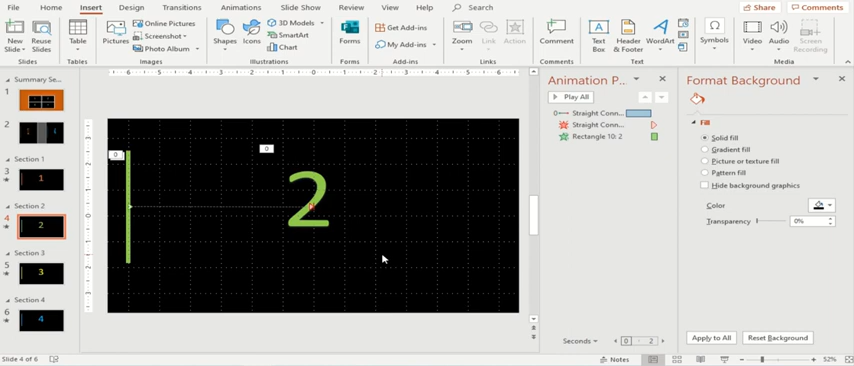 File Home Insert Design Transitions Animations Slide Show Review View Help Share Comments
New Slide Reuse Slides Table Pictures Online Pictures Screenshot Photo Album Shapes Icons 3D Models SmartArt Chart Forms Get Add-ins My Add-ins Zoom Link Action Comment Text Box Header & Footer WordArt Symbols Video Audio Screen Recording
Slides Tables Images Illustrations Forms Add-ins Links Comments Text Media
Summary Se...
1
2
Section 1
3
1
Section 2
4
2
Section 3
5
3
Section 4
6
4
0
0
2
Animation P...
Play All
0 Straight Conn...
Straight Conn...
Rectangle 10: 2
Seconds 0 2
Format Background
Fill
Solid fill
Gradient fill
Picture or texture fill
Pattern fill
Hide background graphics
Color
Transparency 0%
Apply to All Reset Background
Slide 4 of 6 Notes 52%